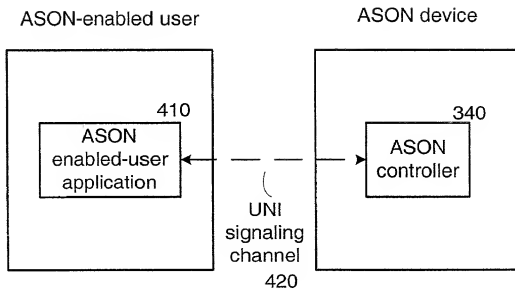 ASON-enabled user
ASON device
410
ASON
enabled-user
application
340
ASON
controller
UNI
signaling
channel
420